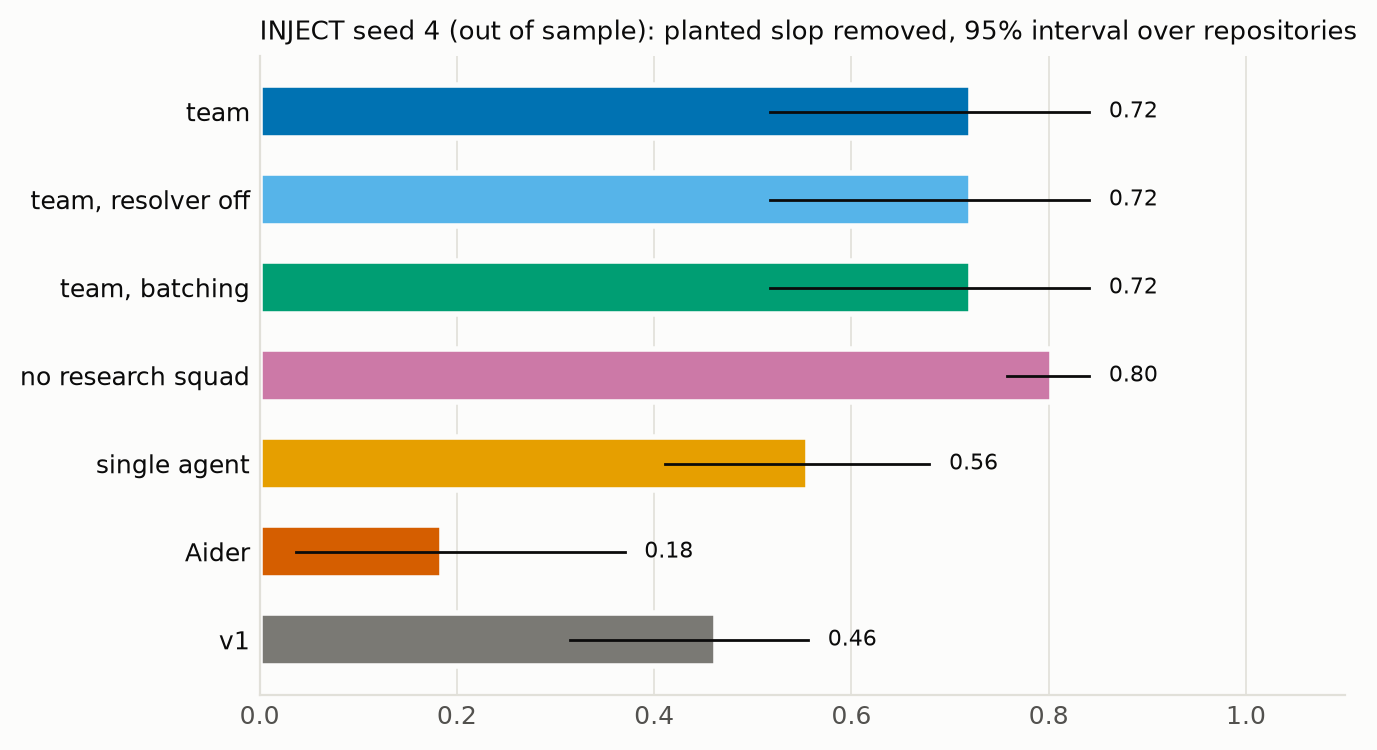 INJECT seed 4 (out of sample): planted slop removed, 95% interval over repositories
team 0.72
team, resolver off 0.72
team, batching 0.72
no research squad 0.80
single agent 0.56
Aider 0.18
v1 0.46
0.0 0.2 0.4 0.6 0.8 1.0